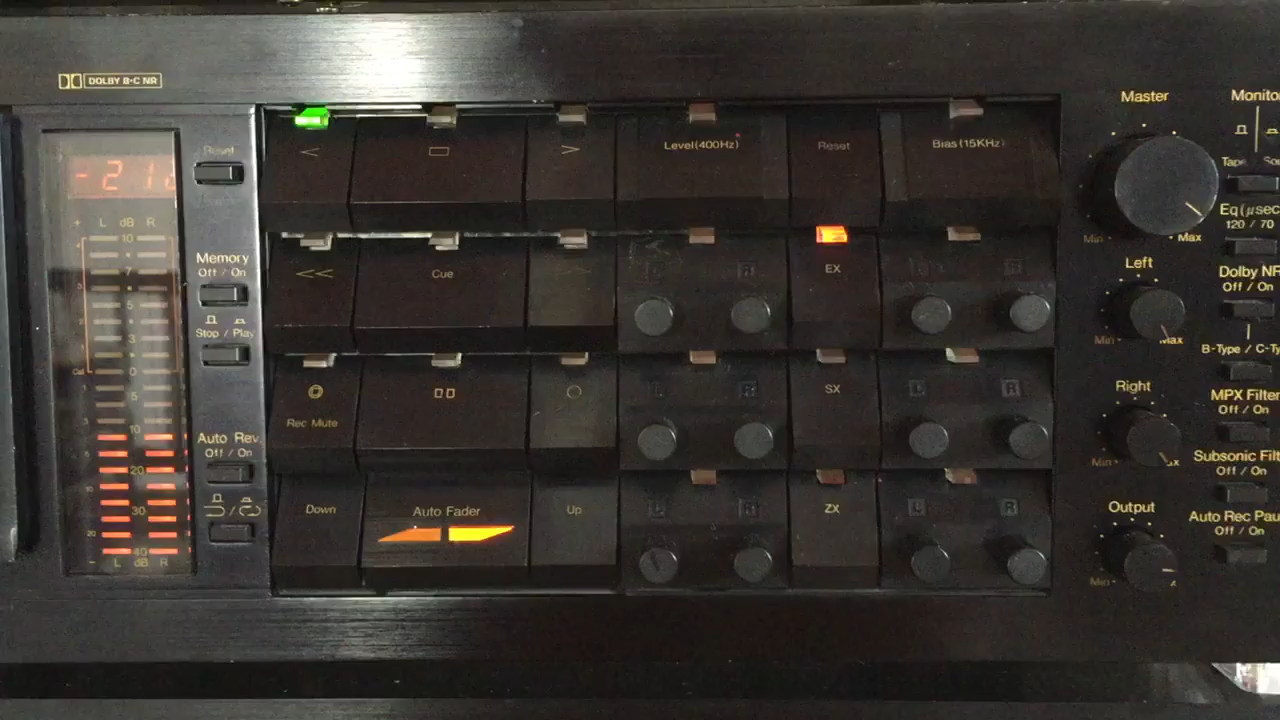 DOLBY B·C NR
Reset
-21
+ L dB R
10
7
5
3
0
5
10
20
30
40
- L dB R
Memory
Off / On
Stop / Play
Auto Rev.
Off / On
Level (400Hz)
Reset
Bias (15KHz)
Cue
L R
EX
L R
Rec Mute
L R
SX
L R
Down
Auto Fader
Up
L R
ZX
L R
Master
Min
Max
Left
Min
Max
Right
Min
Output
Min
Monitor
Tape
Eq (μsec
120 / 70
Dolby NR
Off / On
B-Type / C-Ty
MPX Filter
Off / On
Subsonic Filt
Off / On
Auto Rec Pau
Off / On